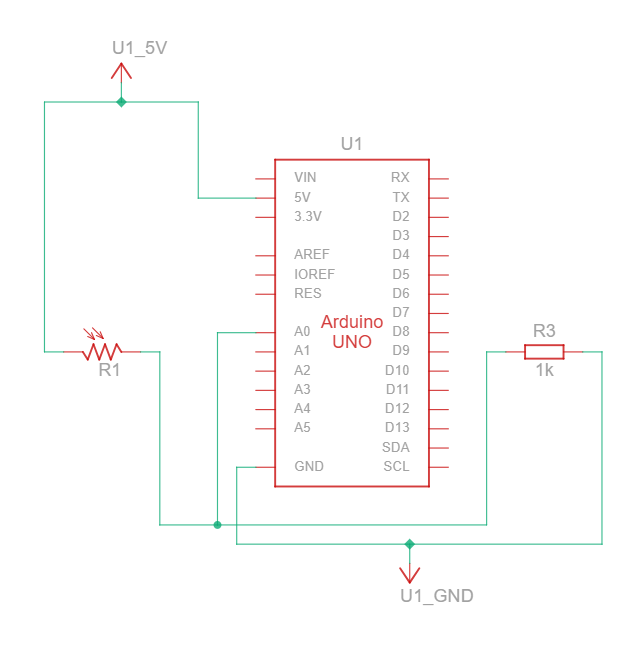 U1_5V
U1
VIN RX
5V TX
3.3V D2
D3
AREF D4
IOREF D5
RES D6
D7
A0 D8
A1 D9
A2 D10
A3 D11
A4 D12
A5 D13
SDA
GND SCL
Arduino
UNO
R1
R3
1k
U1_GND